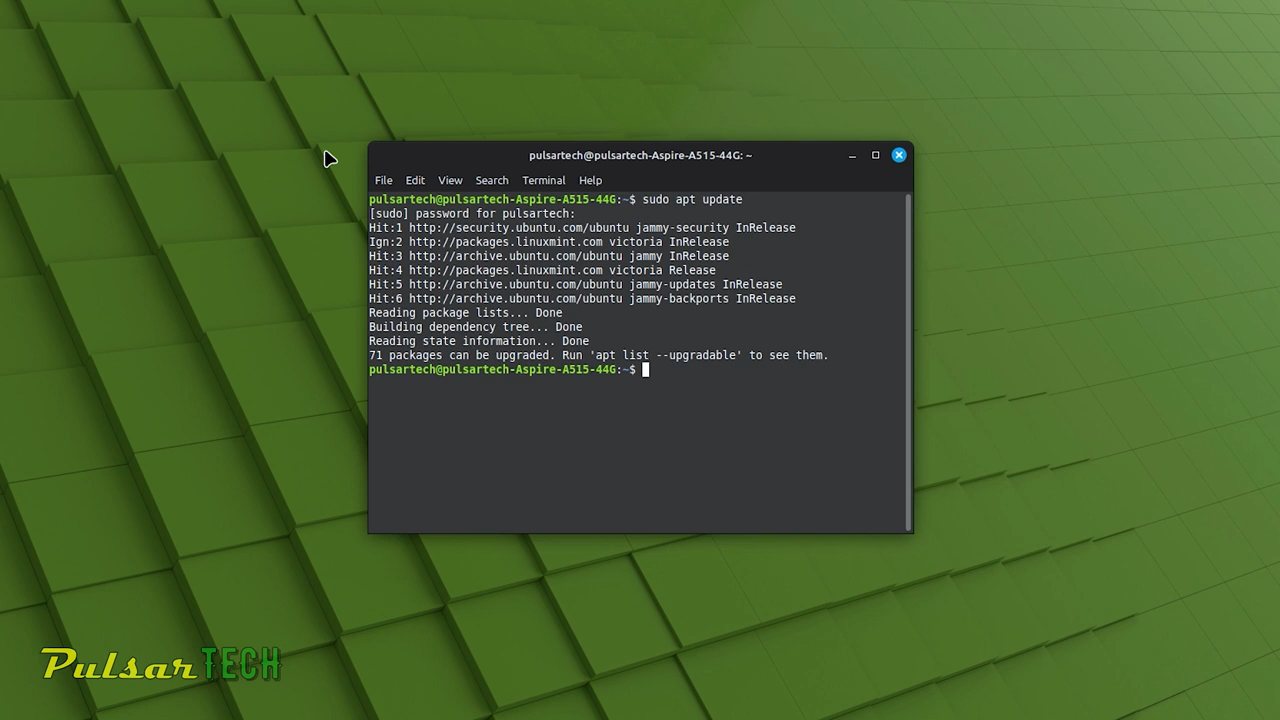 pulsartech@pulsartech-Aspire-A515-44G: ~
File Edit View Search Terminal Help
pulsartech@pulsartech-Aspire-A515-44G:~$ sudo apt update
[sudo] password for pulsartech:
Hit:1 http://security.ubuntu.com/ubuntu jammy-security InRelease
Ign:2 http://packages.linuxmint.com victoria InRelease
Hit:3 http://archive.ubuntu.com/ubuntu jammy InRelease
Hit:4 http://packages.linuxmint.com victoria Release
Hit:5 http://archive.ubuntu.com/ubuntu jammy-updates InRelease
Hit:6 http://archive.ubuntu.com/ubuntu jammy-backports InRelease
Reading package lists... Done
Building dependency tree... Done
Reading state information... Done
71 packages can be upgraded. Run 'apt list --upgradable' to see them.
pulsartech@pulsartech-Aspire-A515-44G:~$
Pulsar TECH